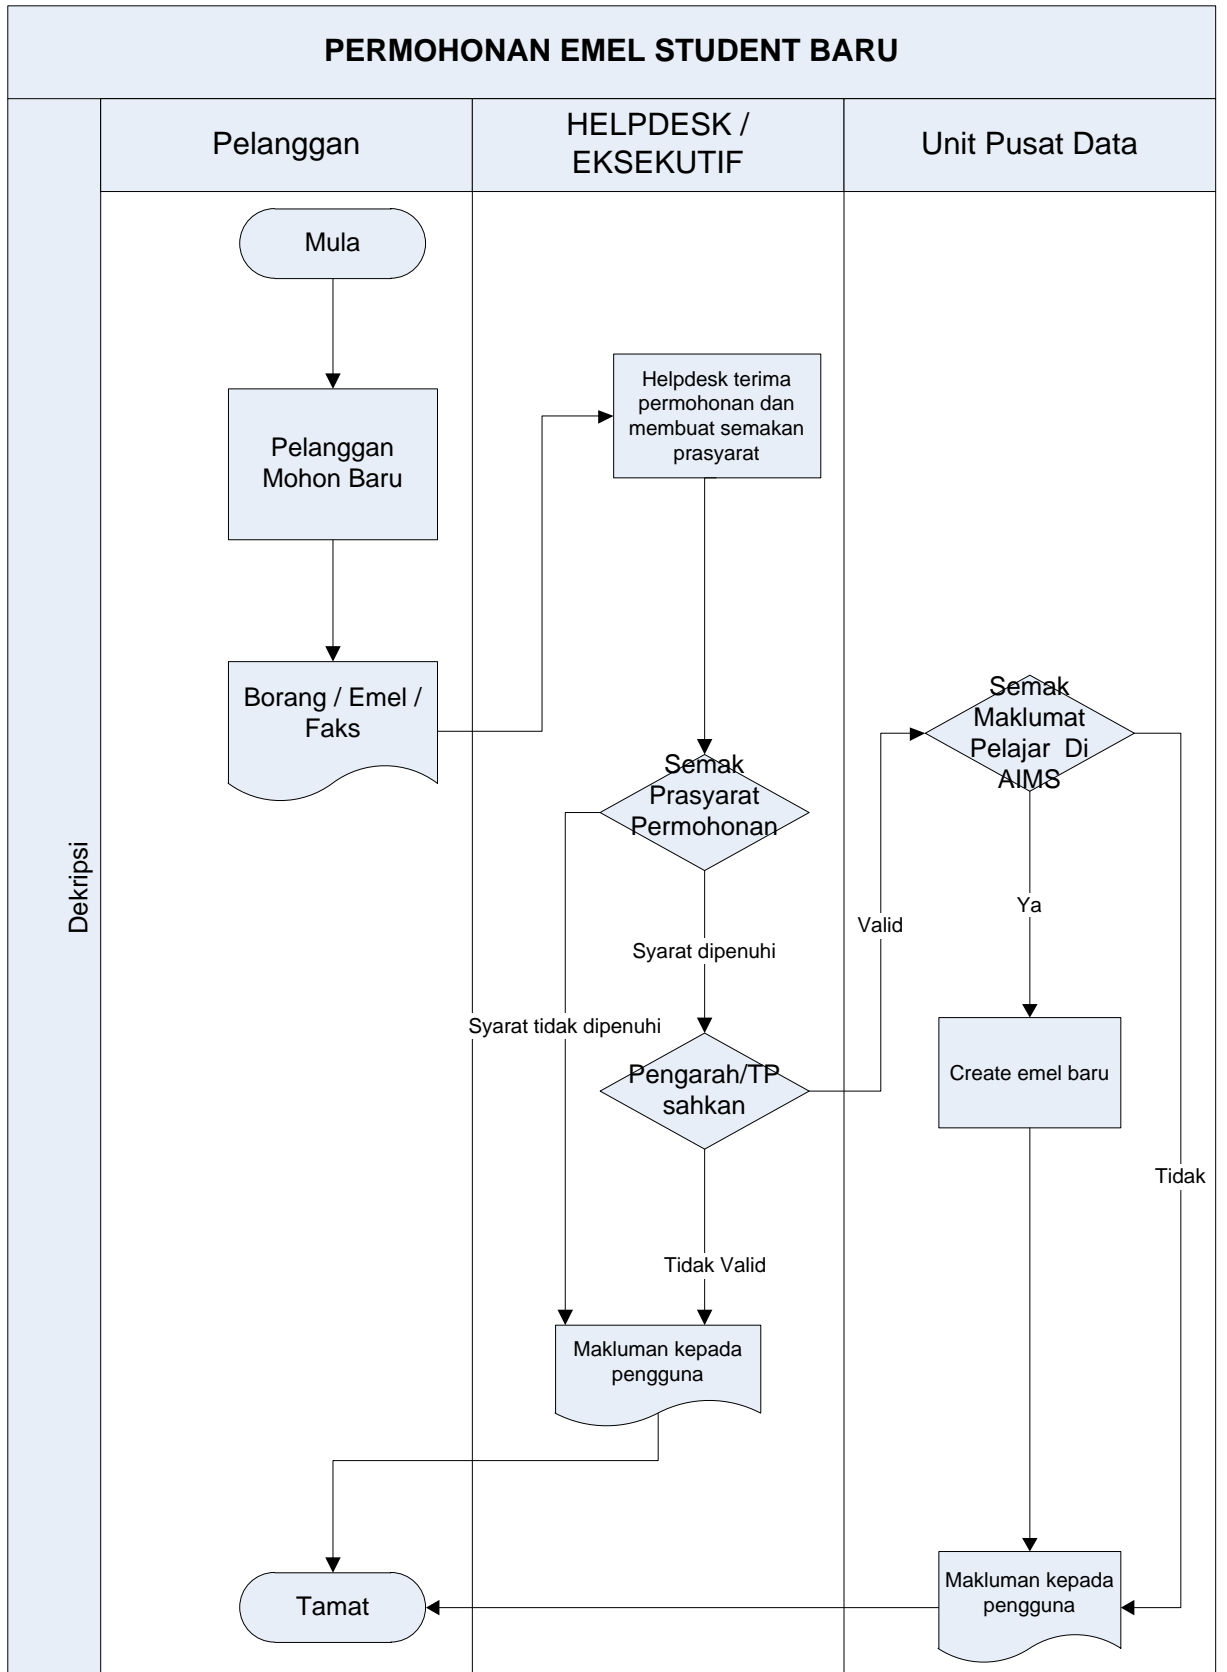 PERMOHONAN EMEL STUDENT BARU
Dekripsi
Pelanggan
HELPDESK /
EKSEKUTIF
Unit Pusat Data
Mula
Helpdesk terima
permohonan dan
membuat semakan
prasyarat
Pelanggan
Mohon Baru
Borang / Emel /
Faks
Semak
Maklumat
Pelajar Di
AIMS
Semak
Prasyarat
Permohonan
Ya
Valid
Syarat dipenuhi
Syarat tidak dipenuhi
Pengarah/TP
sahkan
Create emel baru
Tidak
Tidak Valid
Makluman kepada
pengguna
Makluman kepada
pengguna
Tamat